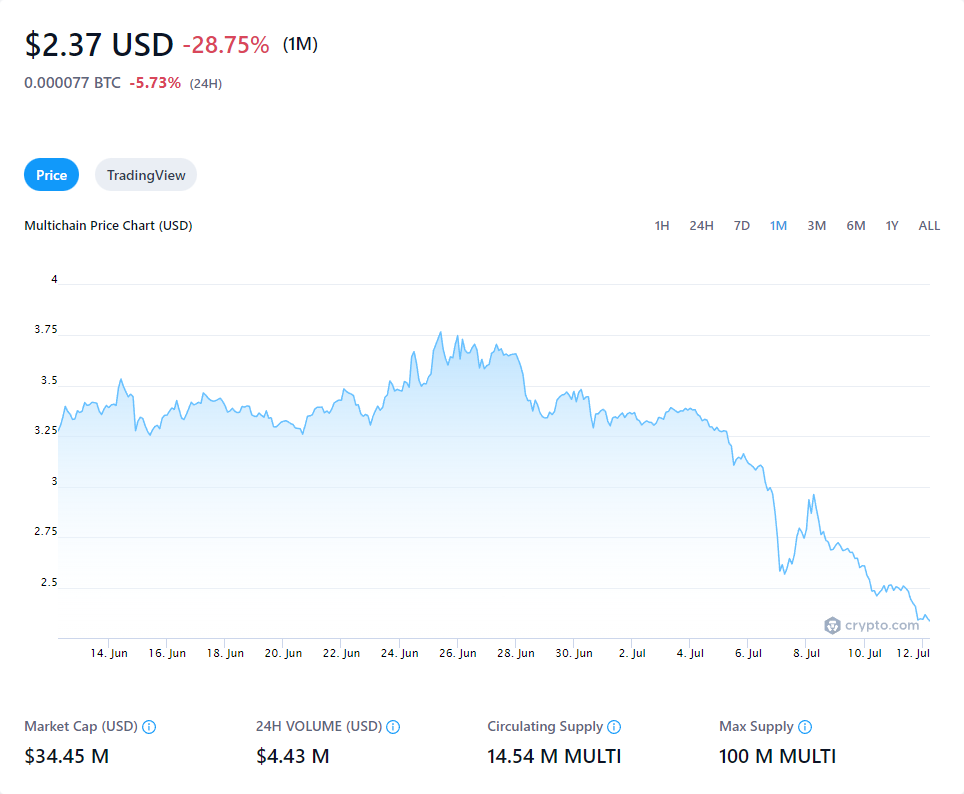 $2.37 USD -28.75% (1M)
0.000077 BTC -5.73% (24H)
Price TradingView
Multichain Price Chart (USD) 1H 24H 7D 1M 3M 6M 1Y ALL
4
3.75
3.5
3.25
3
2.75
2.5
crypto.com
14. Jun 16. Jun 18. Jun 20. Jun 22. Jun 24. Jun 26. Jun 28. Jun 30. Jun 2. Jul 4. Jul 6. Jul 8. Jul 10. Jul 12. Jul
Market Cap (USD) 24H VOLUME (USD) Circulating Supply Max Supply
$34.45 M $4.43 M 14.54 M MULTI 100 M MULTI